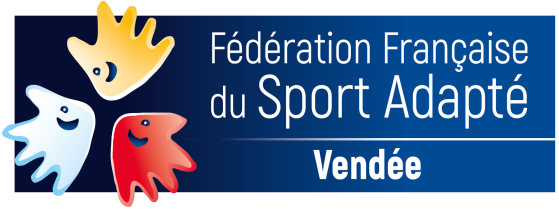 Fédération Française
du Sport Adapté
Vendée